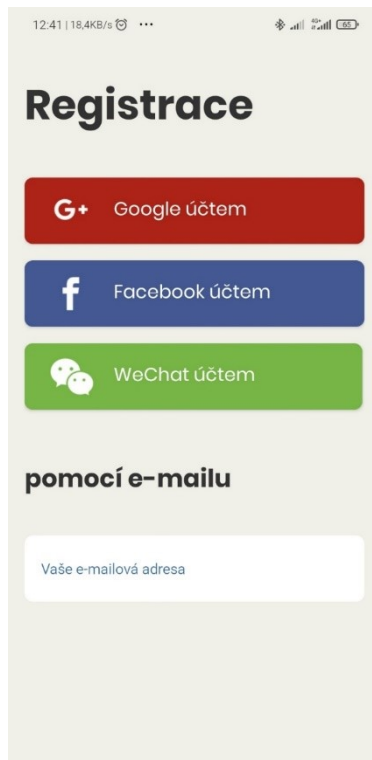 12:41 | 18,4KB/s
Registrace
G+ Google účtem
f Facebook účtem
WeChat účtem
pomocí e-mailu
Vaše e-mailová adresa